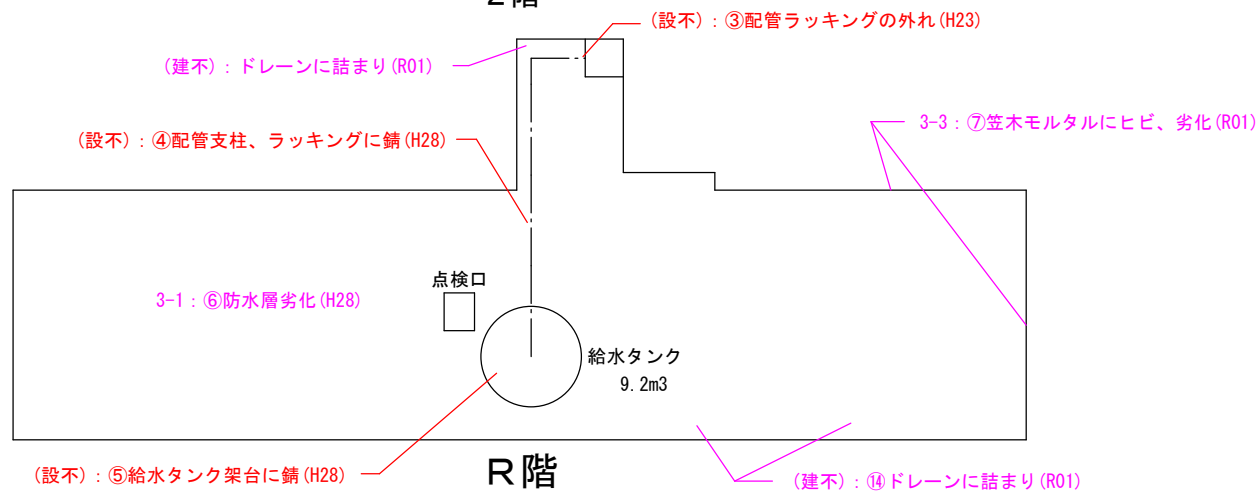 2階
(設不):③配管ラッキングの外れ(H23)
(建不):ドレーンに詰まり(R01)
3-3:⑦笠木モルタルにヒビ、劣化(R01)
(設不):④配管支柱、ラッキングに錆(H28)
点検口
3-1:⑥防水層劣化(H28)
給水タンク
9.2m3
(設不):⑤給水タンク架台に錆(H28)
R階
(建不):⑭ドレーンに詰まり(R01)